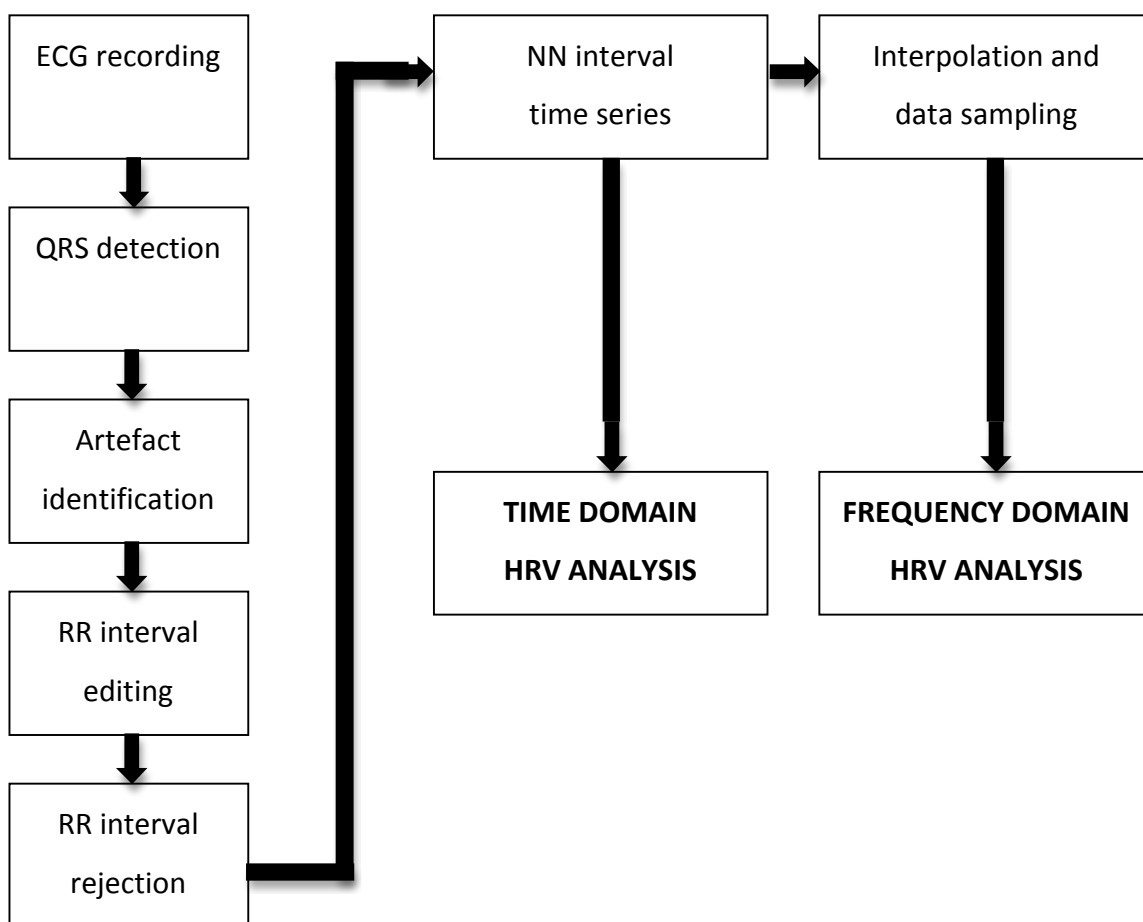 ECG recording
QRS detection
Artefact
identification
RR interval
editing
RR interval
rejection
NN interval
time series
Interpolation and
data sampling
TIME DOMAIN
HRV ANALYSIS
FREQUENCY DOMAIN
HRV ANALYSIS